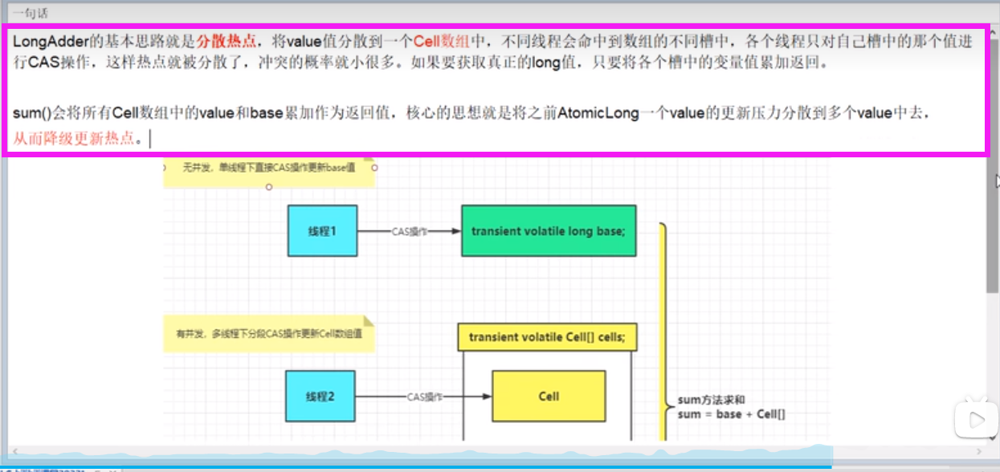 一句话
LongAdder的基本思路就是分散热点，将value值分散到一个Cell数组中，不同线程会命中到数组的不同槽中，各个线程只对自己槽中的那个值进
行CAS操作，这样热点就被分散了，冲突的概率就小很多。如果要获取真正的long值，只要将各个槽中的变量值累加返回。
sum()会将所有Cell数组中的value和base累加作为返回值，核心的思想就是将之前AtomicLong一个value的更新压力分散到多个value中去，
从而降级更新热点。
无并发，单线程下直接CAS操作更新base值
线程1
CAS操作
transient volatile long base;
有并发，多线程下分段CAS操作更新Cell数组值
transient volatile Cell[] cells;
线程2
CAS操作
Cell
sum方法求和
sum = base + Cell[]